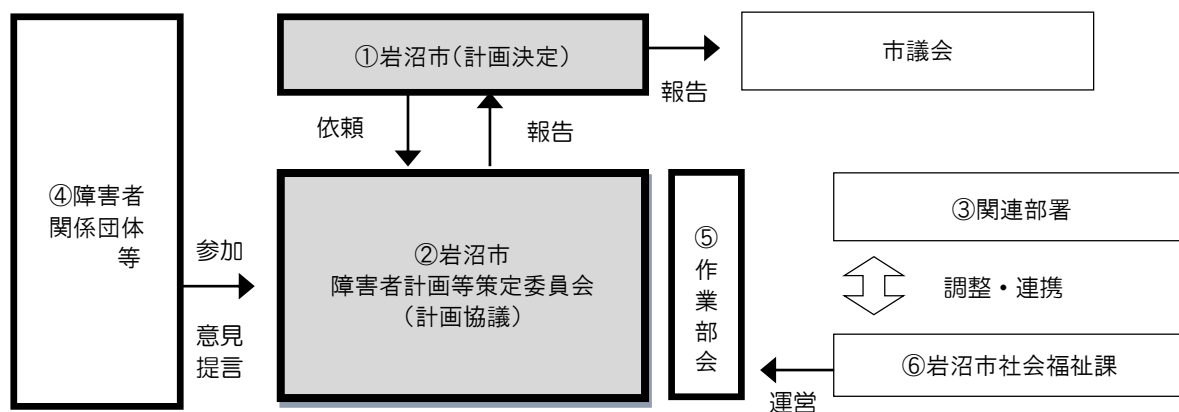 ①岩沼市（計画決定）
市議会
報告
依頼
報告
④障害者
関係団体
等
参加
意見
提言
②岩沼市
障害者計画等策定委員会
（計画協議）
⑤
作
業
部
会
③関連部署
調整・連携
⑥岩沼市社会福祉課
運営